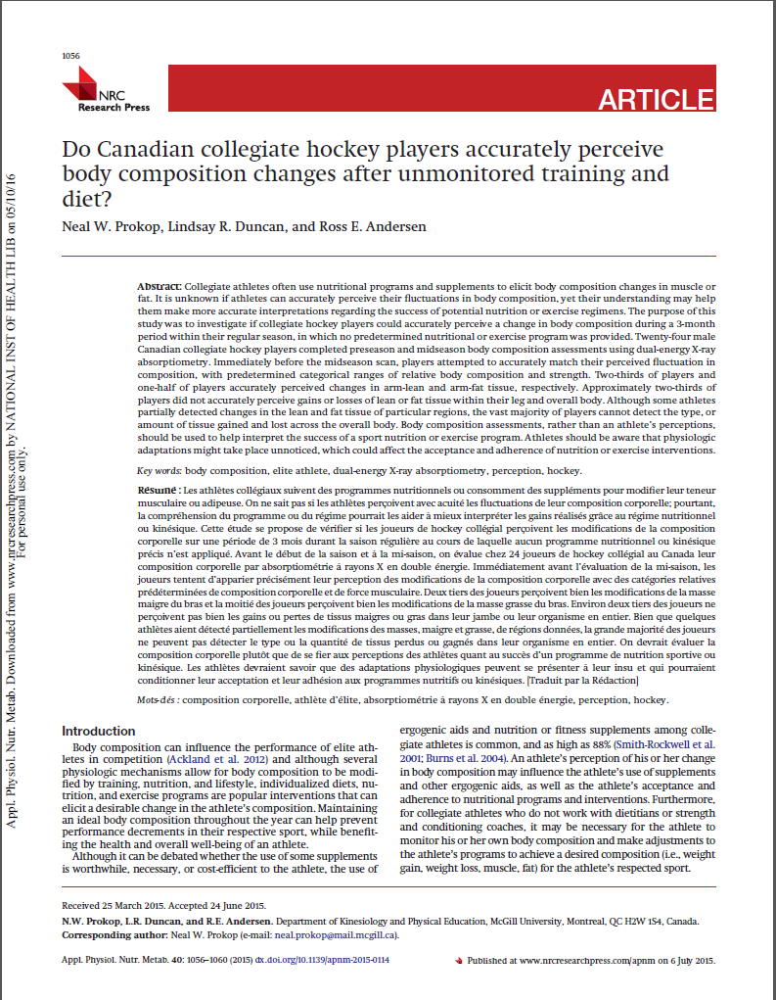 1056
NRC
Research Press
ARTICLE
Do Canadian collegiate hockey players accurately perceive
body composition changes after unmonitored training and
diet?
Neal W. Prokop, Lindsay R. Duncan, and Ross E. Andersen
Abstract: Collegiate athletes often use nutritional programs and supplements to elicit body composition changes in muscle or
fat. It is unknown if athletes can accurately perceive their fluctuations in body composition, yet their understanding may help
them make more accurate interpretations regarding the success of potential nutrition or exercise regimens. The purpose of this
study was to investigate if collegiate hockey players could accurately perceive a change in body composition during a 3-month
period within their regular season, in which no predetermined nutritional or exercise program was provided. Twenty-four male
Canadian collegiate hockey players completed preseason and midseason body composition assessments using dual-energy X-ray
absorptiometry. Immediately before the midseason scan, players attempted to accurately match their perceived fluctuation in
composition, with predetermined categorical ranges of relative body composition and strength. Two-thirds of players and
one-half of players accurately perceived changes in arm-lean and arm-fat tissue, respectively. Approximately two-thirds of
players did not accurately perceive gains or losses of lean or fat tissue within their leg and overall body. Although some athletes
partially detected changes in the lean and fat tissue of particular regions, the vast majority of players cannot detect the type, or
amount of tissue gained and lost across the overall body. Body composition assessments, rather than an athlete's perceptions,
should be used to help interpret the success of a sport nutrition or exercise program. Athletes should be aware that physiologic
adaptations might take place unnoticed, which could affect the acceptance and adherence of nutrition or exercise interventions.
Key words: body composition, elite athlete, dual-energy X-ray absorptiometry, perception, hockey.
Résumé : Les athlètes collégiaux suivent des programmes nutritionnels ou consomment des suppléments pour modifier leur teneur
musculaire ou adipeuse. On ne sait pas si les athlètes perçoivent avec acuité les fluctuations de leur composition corporelle; pourtant,
la compréhension du programme ou du régime pourrait les aider à mieux interpréter les gains réalisés grâce au régime nutritionnel
ou kinésique. Cette étude se propose de vérifier si les joueurs de hockey collégial perçoivent les modifications de la composition
corporelle sur une période de 3 mois durant la saison régulière au cours de laquelle aucun programme nutritionnel ou kinésique
précis n'est appliqué. Avant le début de la saison et à la mi-saison, on évalue chez 24 joueurs de hockey collégial au Canada leur
composition corporelle par absorptiométrie à rayons X en double énergie. Immédiatement avant l'évaluation de la mi-saison, les
joueurs tentent d'apparier précisément leur perception des modifications de la composition corporelle avec des catégories relatives
prédéterminées de composition corporelle et de force musculaire. Deux tiers des joueurs perçoivent bien les modifications de la masse
maigre du bras et la moitié des joueurs perçoivent bien les modifications de la masse grasse du bras. Environ deux tiers des joueurs ne
perçoivent pas bien les gains ou pertes de tissus maigres ou gras dans leur jambe ou leur organisme en entier. Bien que quelques
athlètes aient détecté partiellement les modifications des masses, maigre et grasse, de régions données, la grande majorité des joueurs
ne peuvent pas détecter le type ou la quantité de tissus perdus ou gagnés dans leur organisme en entier. On devrait évaluer la
composition corporelle plutôt que de se fier aux perceptions des athlètes quant au succès d'un programme de nutrition sportive ou
kinésique. Les athlètes devraient savoir que des adaptations physiologiques peuvent se présenter à leur insu et qui pourraient
conditionner leur acceptation et leur adhésion aux programmes nutritifs ou kinésiques. [Traduit par la Rédaction]
Mots-clés : composition corporelle, athlète d'élite, absorptiométrie à rayons X en double énergie, perception, hockey.
Introduction
Body composition can influence the performance of elite ath-
letes in competition (Ackland et al. 2012) and although several
physiologic mechanisms allow for body composition to be modi-
fied by training, nutrition, and lifestyle, individualized diets, nu-
trition, and exercise programs are popular interventions that can
elicit a desirable change in the athlete's composition. Maintaining
an ideal body composition throughout the year can help prevent
performance decrements in their respective sport, while benefit-
ing the health and overall well-being of an athlete.
Although it can be debated whether the use of some supplements
is worthwhile, necessary, or cost-efficient to the athlete, the use of
ergogenic aids and nutrition or fitness supplements among colle-
giate athletes is common, and as high as 88% (Smith-Rockwell et al.
2001; Burns et al. 2004). An athlete's perception of his or her change
in body composition may influence the athlete's use of supplements
and other ergogenic aids, as well as the athlete's acceptance and
adherence to nutritional programs and interventions. Furthermore,
for collegiate athletes who do not work with dietitians or strength
and conditioning coaches, it may be necessary for the athlete to
monitor his or her own body composition and make adjustments to
the athlete's programs to achieve a desired composition (i.e., weight
gain, weight loss, muscle, fat) for the athlete's respected sport.
Received 25 March 2015. Accepted 24 June 2015.
N.W. Prokop, L.R. Duncan, and R.E. Andersen. Department of Kinesiology and Physical Education, McGill University, Montreal, QC H2W 1S4, Canada.
Corresponding author: Neal W. Prokop (e-mail: neal.prokop@mail.mcgill.ca).
Appl. Physiol. Nutr. Metab. 40: 1056–1060 (2015) dx.doi.org/10.1139/apnm-2015-0114
Published at www.nrcresearchpress.com/apnm on 6 July 2015.
Appl. Physiol. Nutr. Metab. Downloaded from www.nrcresearchpress.com by NATIONAL INST OF HEALTH LIB on 05/10/16
For personal use only.